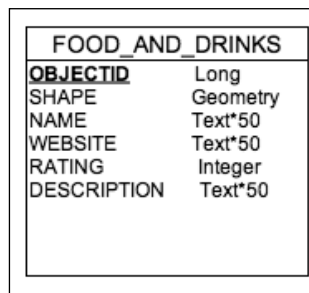 FOOD_AND_DRINKS
OBJECTID Long
SHAPE Geometry
NAME Text*50
WEBSITE Text*50
RATING Integer
DESCRIPTION Text*50